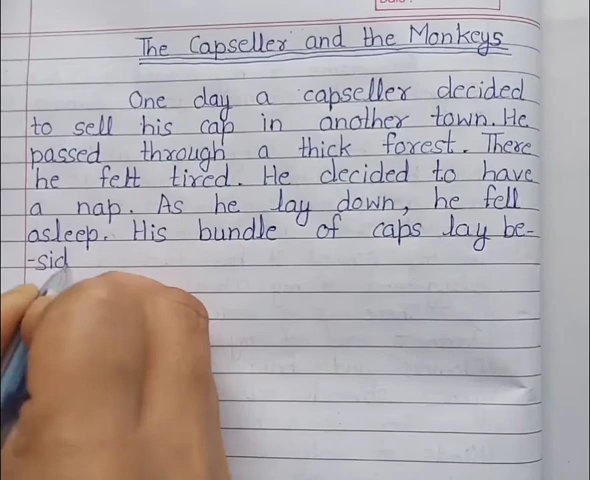 The Capseller and the Monkeys
One day a capseller decided
to sell his cap in another town. He
passed through a thick forest. There
he felt tired. He decided to have
a nap. As he lay down, he fell
asleep. His bundle of caps lay be-
-sid